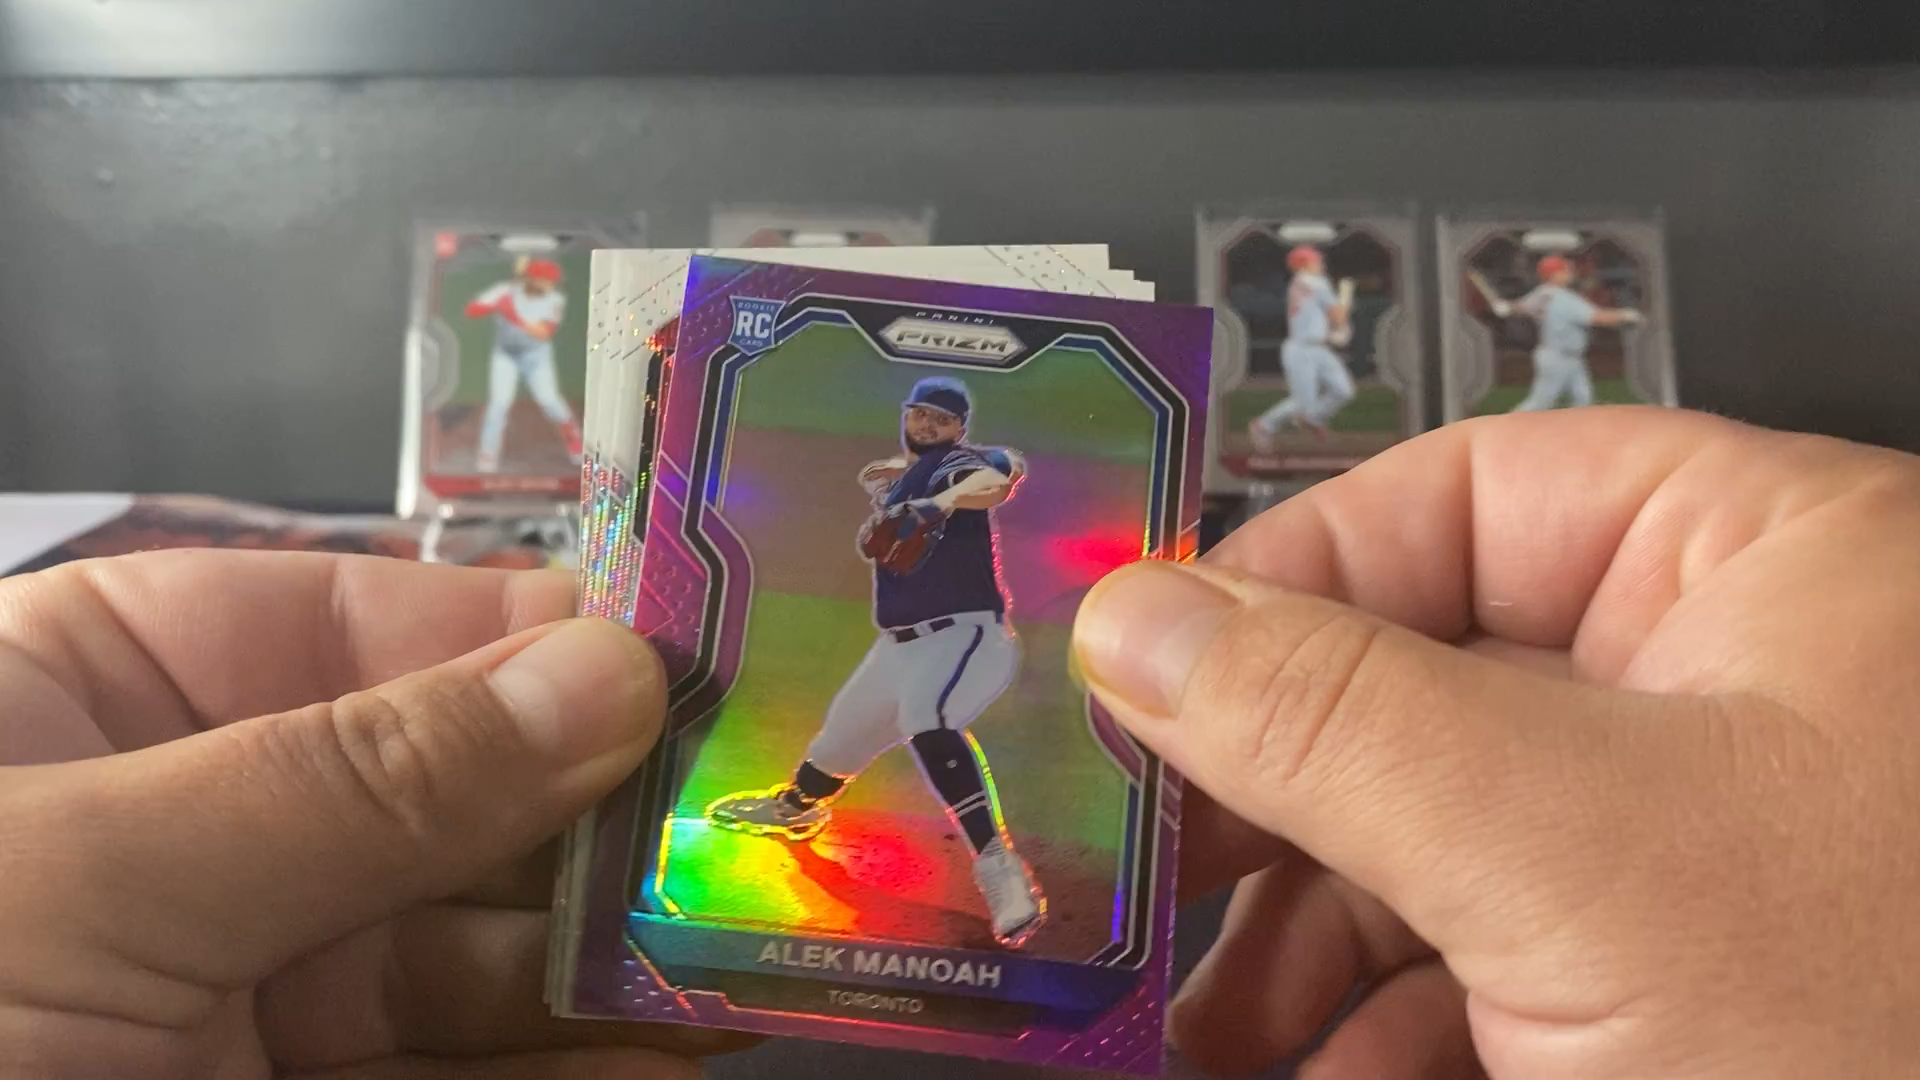 ROOKIE
RC
CARD
PANINI
PRIZM
ALEK MANOAH
TORONTO